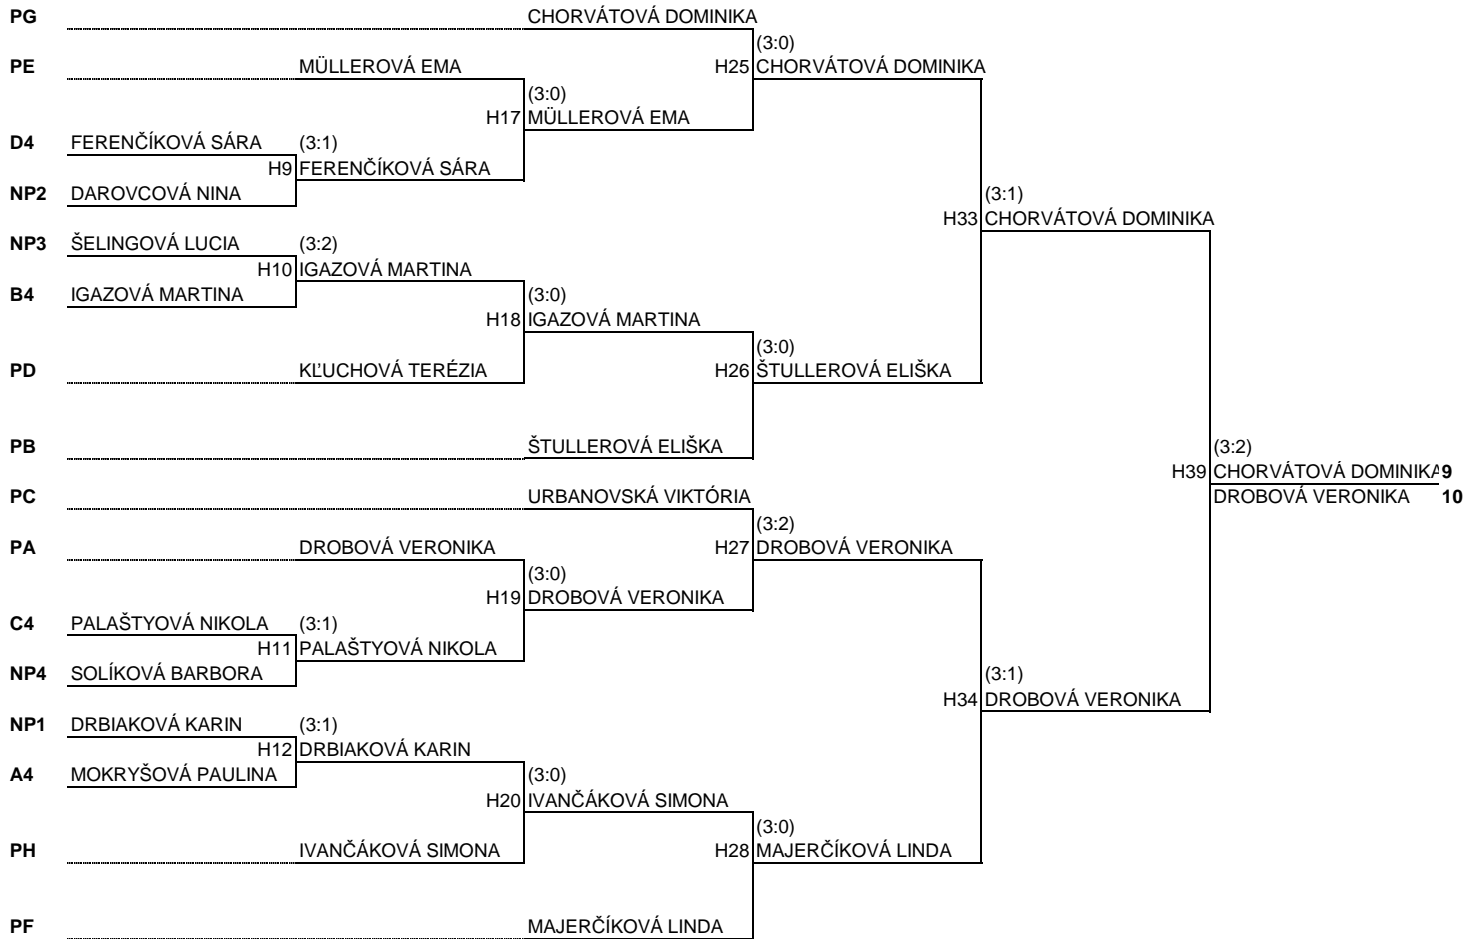 PG CHORVÁTOVÁ DOMINIKA
(3:0)
PE MÜLLEROVÁ EMA H25 CHORVÁTOVÁ DOMINIKA
(3:0)
H17 MÜLLEROVÁ EMA
D4 FERENČÍKOVÁ SÁRA (3:1)
H9 FERENČÍKOVÁ SÁRA
NP2 DAROVCOVÁ NINA (3:1)
H33 CHORVÁTOVÁ DOMINIKA
NP3 ŠELINGOVÁ LUCIA (3:2)
H10 IGAZOVÁ MARTINA
B4 IGAZOVÁ MARTINA (3:0)
H18 IGAZOVÁ MARTINA
(3:0)
PD KĽUCHOVÁ TERÉZIA H26 ŠTULLEROVÁ ELIŠKA
PB ŠTULLEROVÁ ELIŠKA (3:2)
H39 CHORVÁTOVÁ DOMINIKA 9
PC URBANOVSKÁ VIKTÓRIA DROBOVÁ VERONIKA 10
(3:2)
PA DROBOVÁ VERONIKA H27 DROBOVÁ VERONIKA
(3:0)
H19 DROBOVÁ VERONIKA
C4 PALAŠTYOVÁ NIKOLA (3:1)
H11 PALAŠTYOVÁ NIKOLA
NP4 SOLÍKOVÁ BARBORA (3:1)
H34 DROBOVÁ VERONIKA
NP1 DRBIAKOVÁ KARIN (3:1)
H12 DRBIAKOVÁ KARIN
A4 MOKRYŠOVÁ PAULINA (3:0)
H20 IVANČÁKOVÁ SIMONA
(3:0)
PH IVANČÁKOVÁ SIMONA H28 MAJERČÍKOVÁ LINDA
PF MAJERČÍKOVÁ LINDA